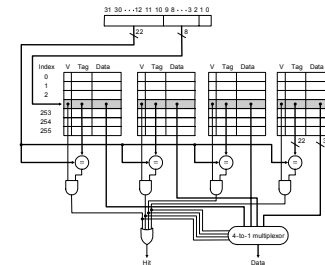 31 30 ··· 12 11 10 9 8 ··· 3 2 1 0
22 8
Index V Tag Data V Tag Data V Tag Data V Tag Data
0
1
2
253
254
255
22 3
= = = =
4-to-1 multiplexor
Hit Data